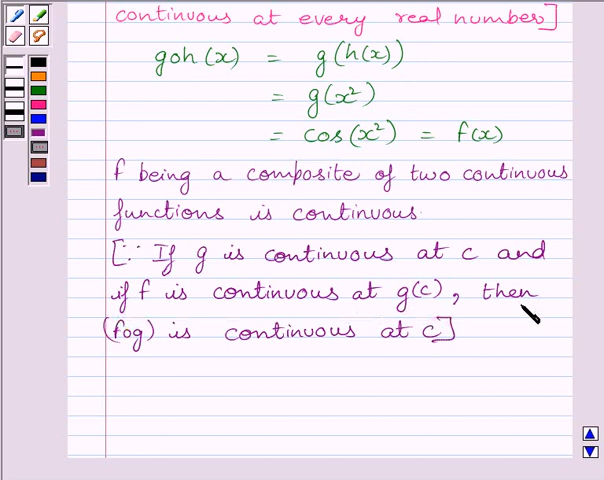 continuous at every real number]
goh(x) = g(h(x))
= g(x²)
= cos(x²) = f(x)
f being a composite of two continuous
functions is continuous.
[∵ If g is continuous at c and
if f is continuous at g(c), then
(fog) is continuous at c]